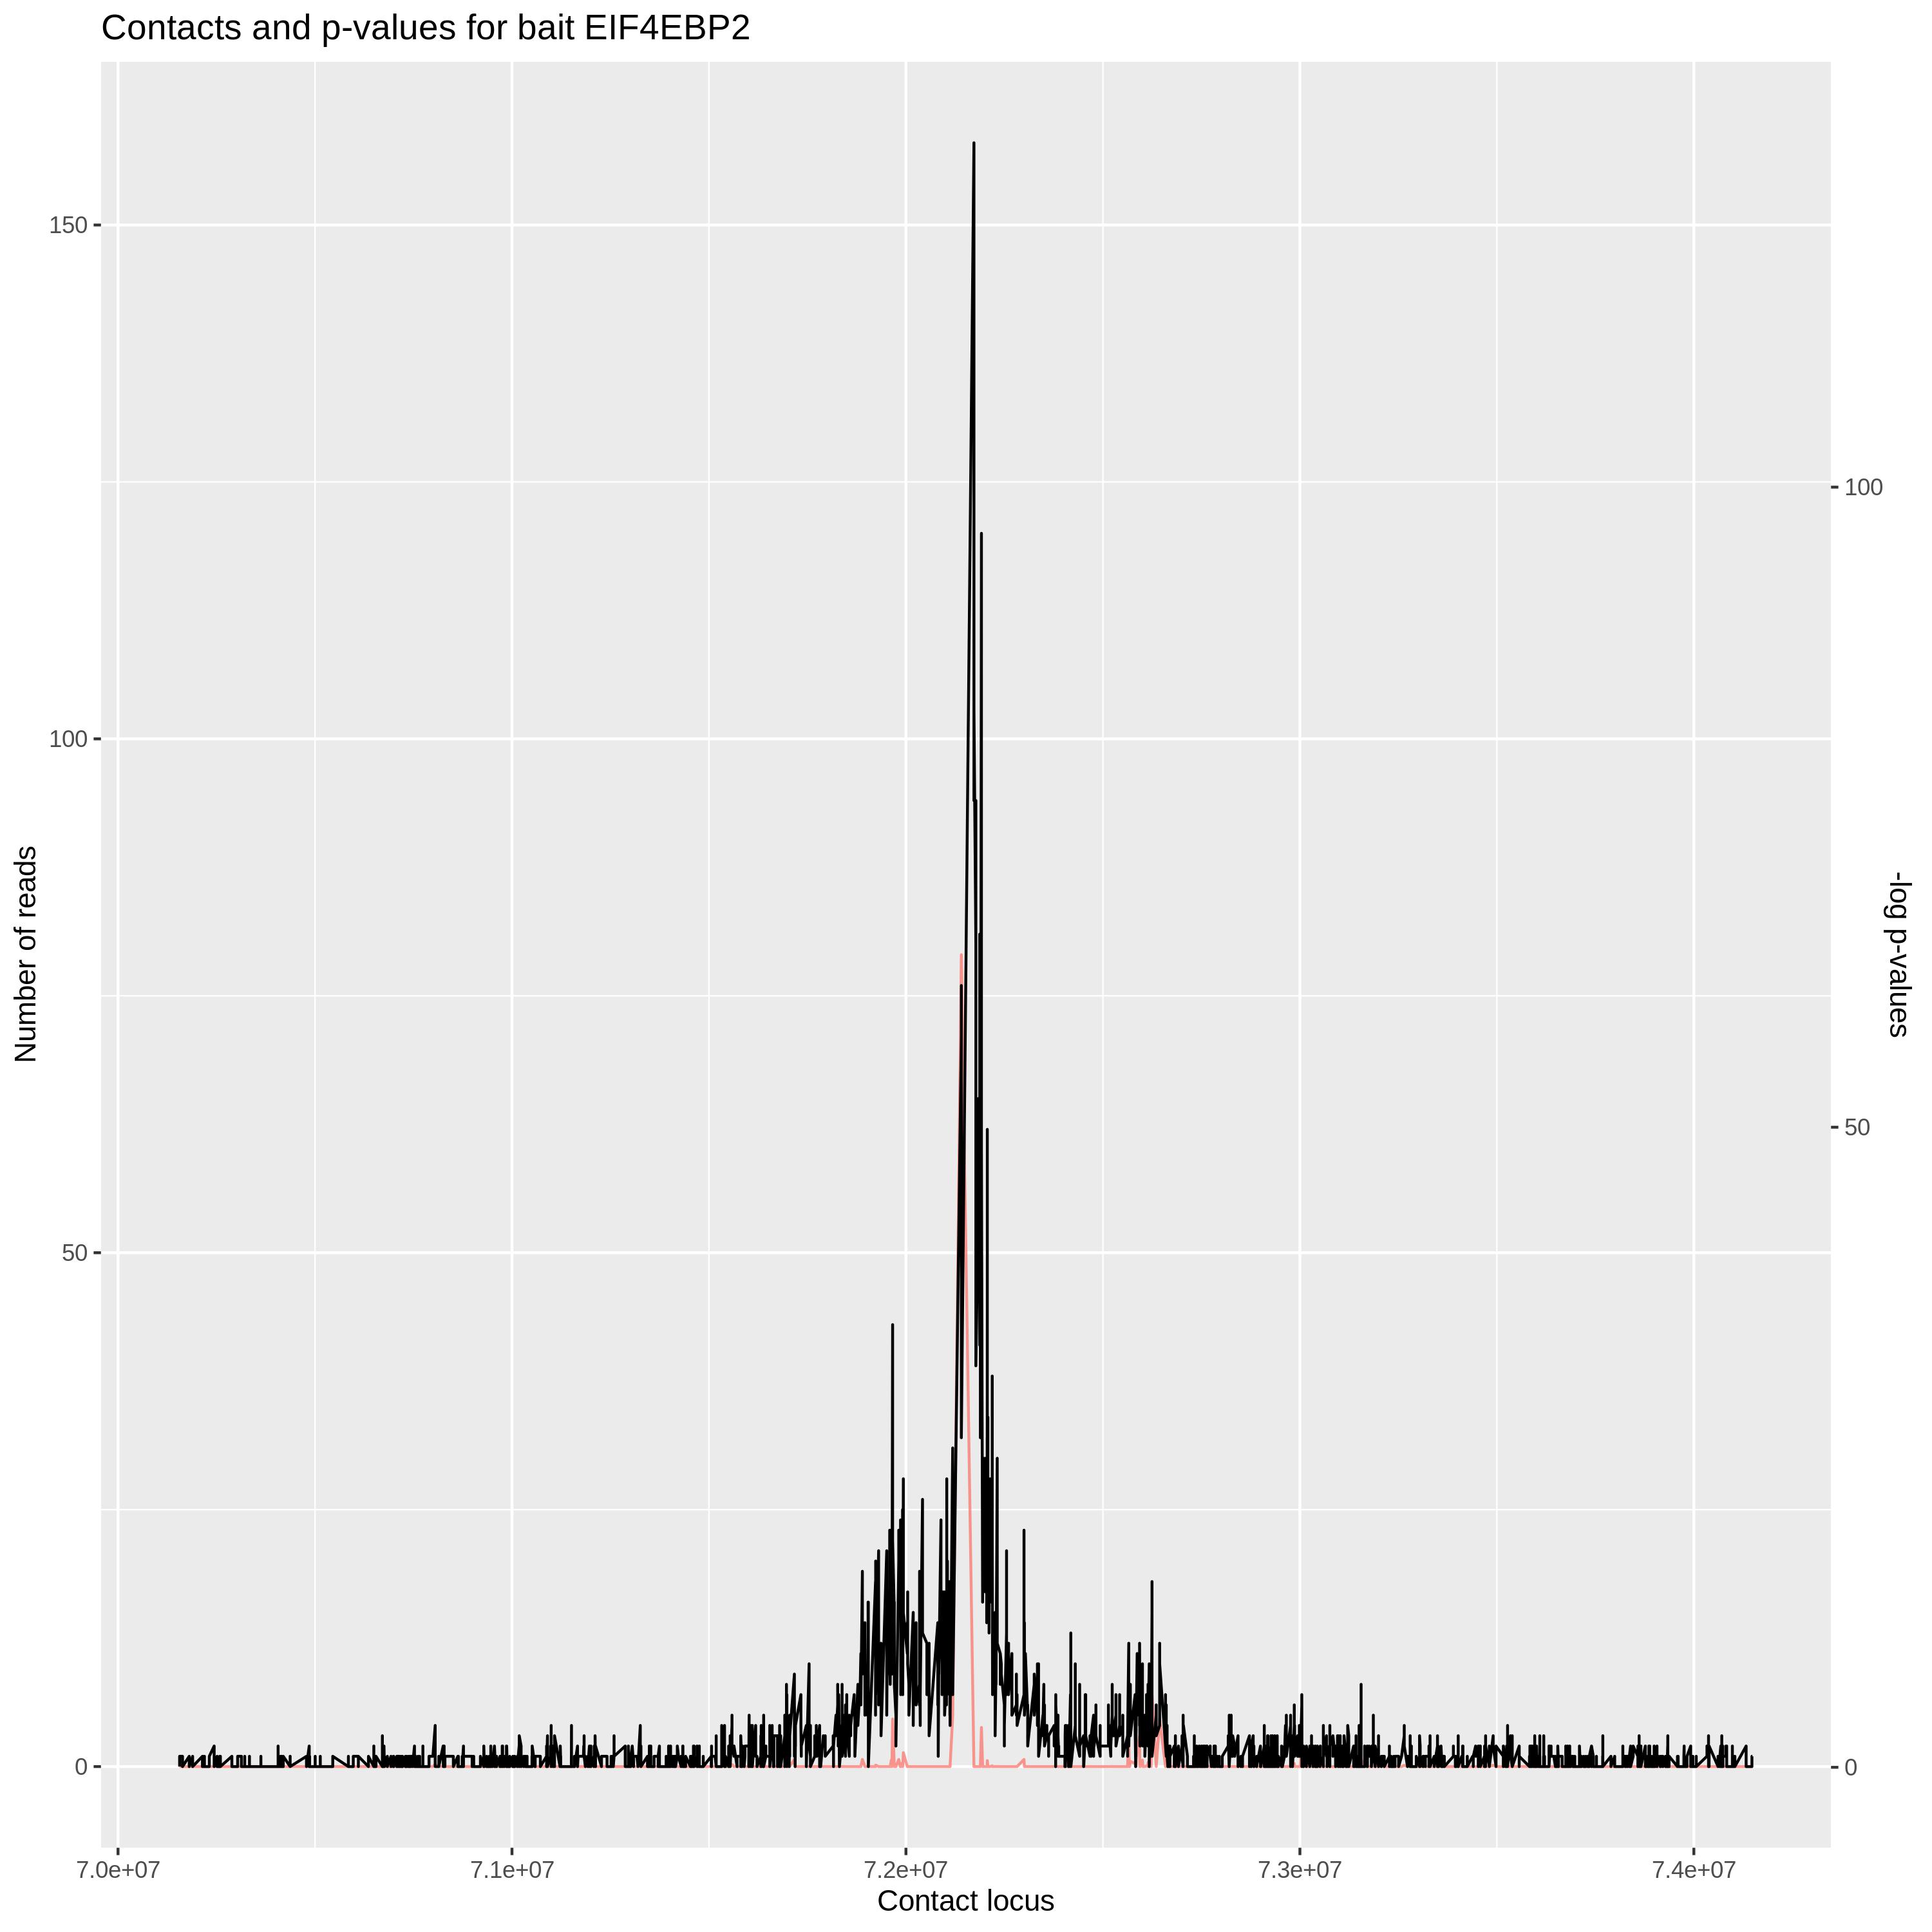 Contacts and p-values for bait EIF4EBP2
150
100
50
0
Number of reads
100
50
0
-log p-values
7.0e+07
7.1e+07
7.2e+07
7.3e+07
7.4e+07
Contact locus